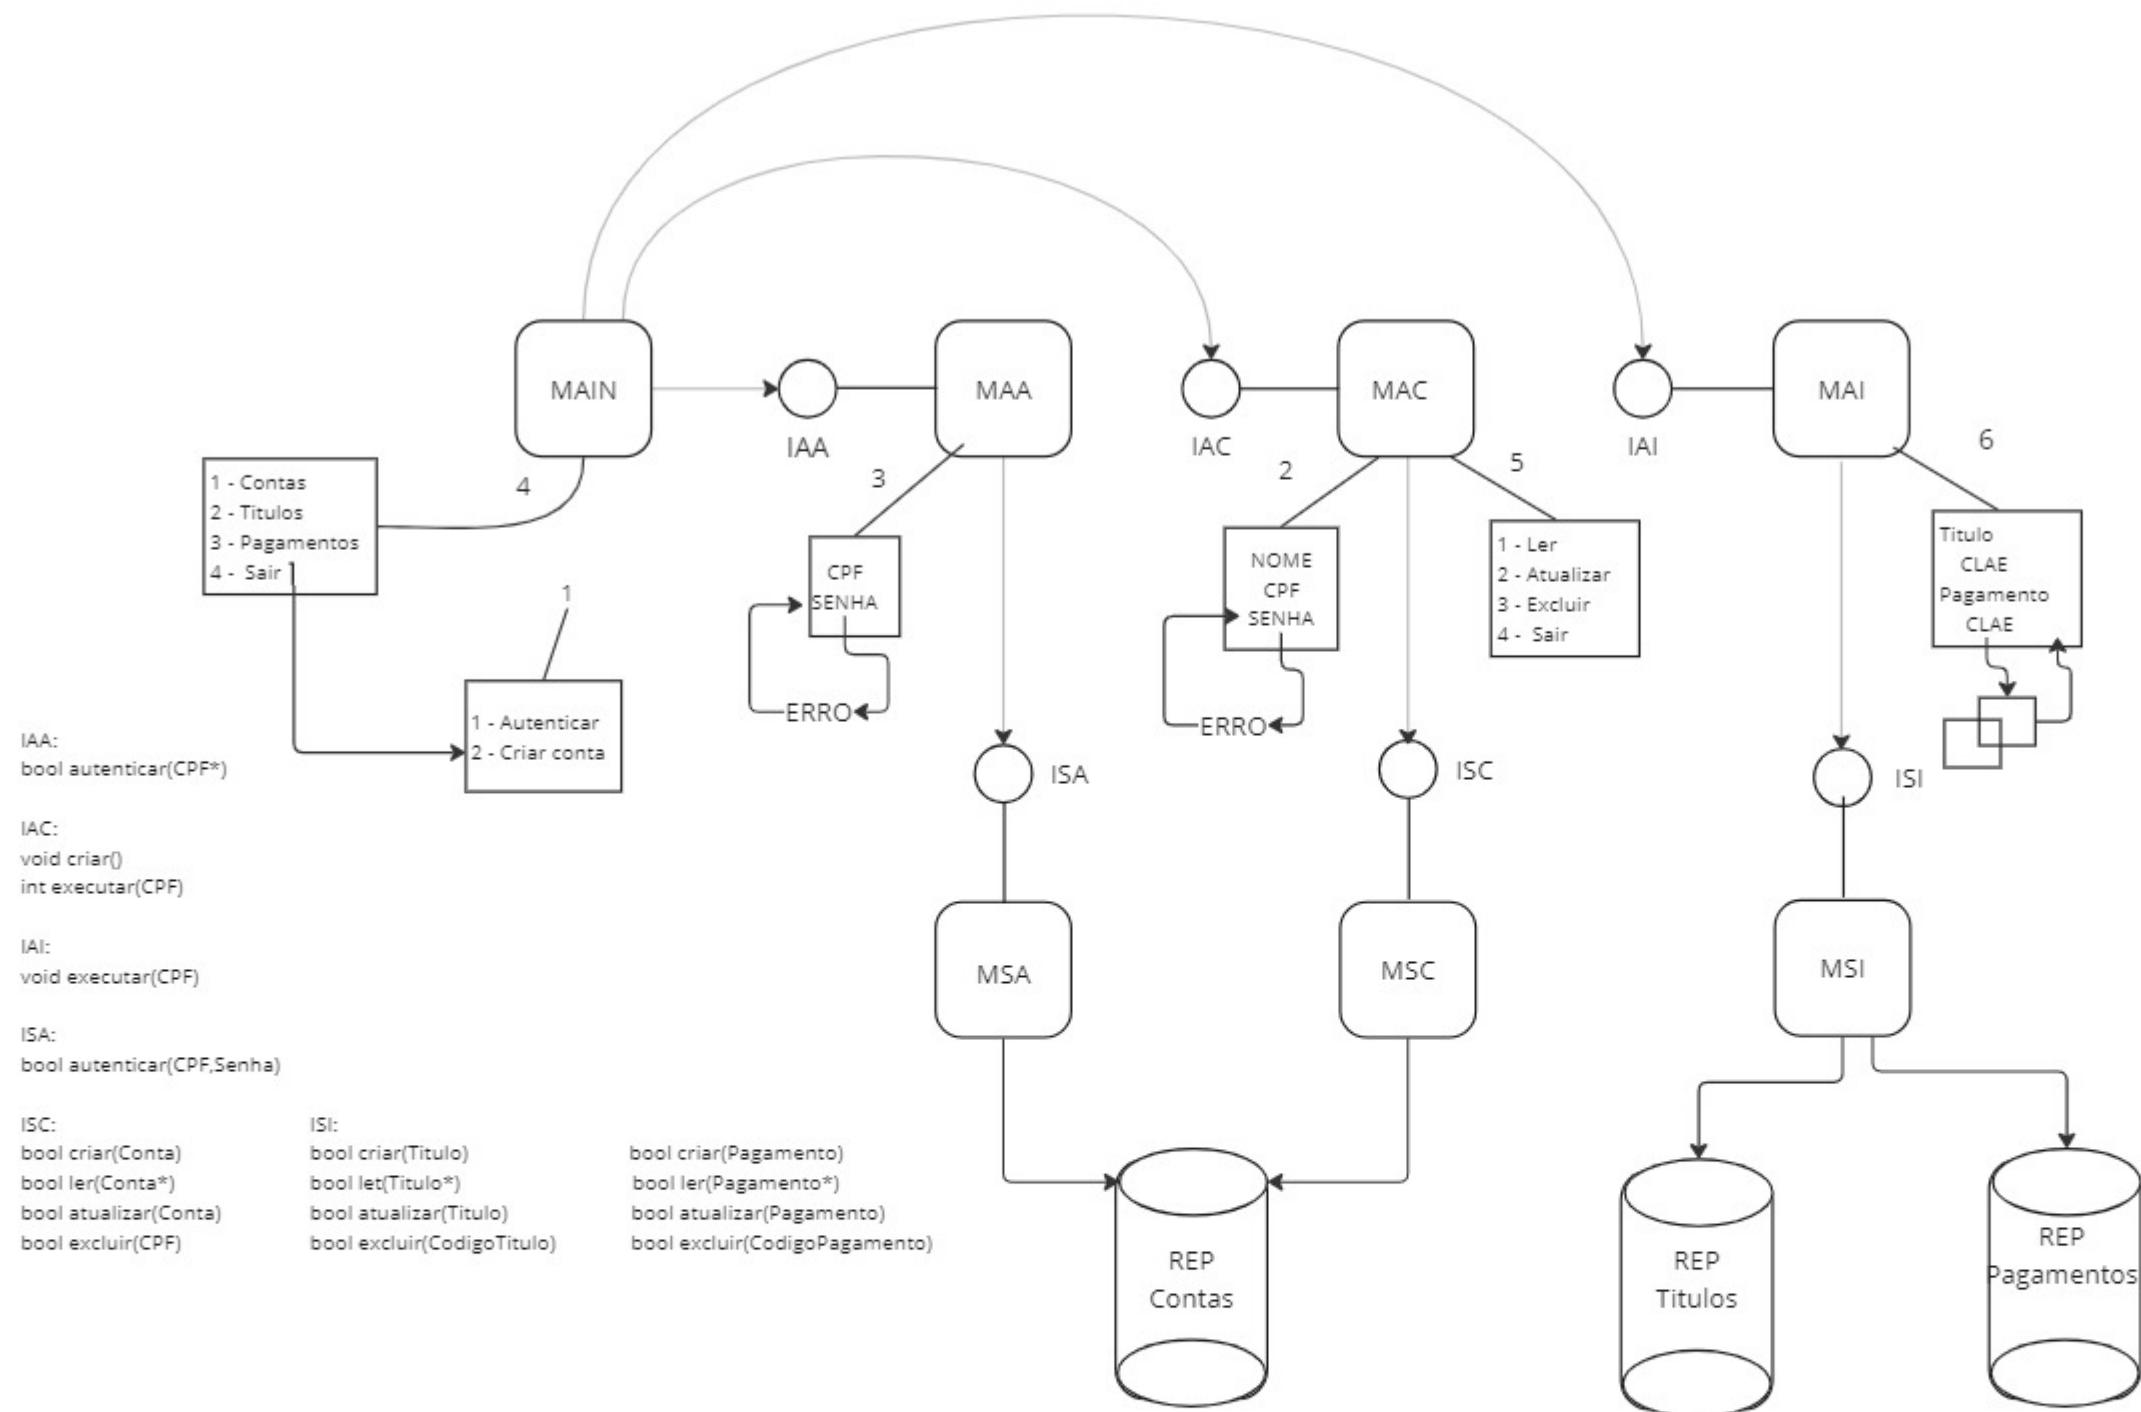 MAIN
MAA
MAC
MAI
IAA
IAC
IAI
4
3
2
5
6
1 - Contas
2 - Titulos
3 - Pagamentos
4 - Sair
1
1 - Autenticar
2 - Criar conta
CPF
SENHA
ERRO
NOME
CPF
SENHA
ERRO
1 - Ler
2 - Atualizar
3 - Excluir
4 - Sair
Titulo
CLAE
Pagamento
CLAE
ISA
ISC
ISI
MSA
MSC
MSI
REP
Contas
REP
Titulos
REP
Pagamentos
IAA:
bool autenticar(CPF*)
IAC:
void criar()
int executar(CPF)
IAI:
void executar(CPF)
ISA:
bool autenticar(CPF,Senha)
ISC:
bool criar(Conta)
bool ler(Conta*)
bool atualizar(Conta)
bool excluir(CPF)
ISI:
bool criar(Titulo)
bool let(Titulo*)
bool atualizar(Titulo)
bool excluir(CodigoTitulo)
bool criar(Pagamento)
bool ler(Pagamento*)
bool atualizar(Pagamento)
bool excluir(CodigoPagamento)